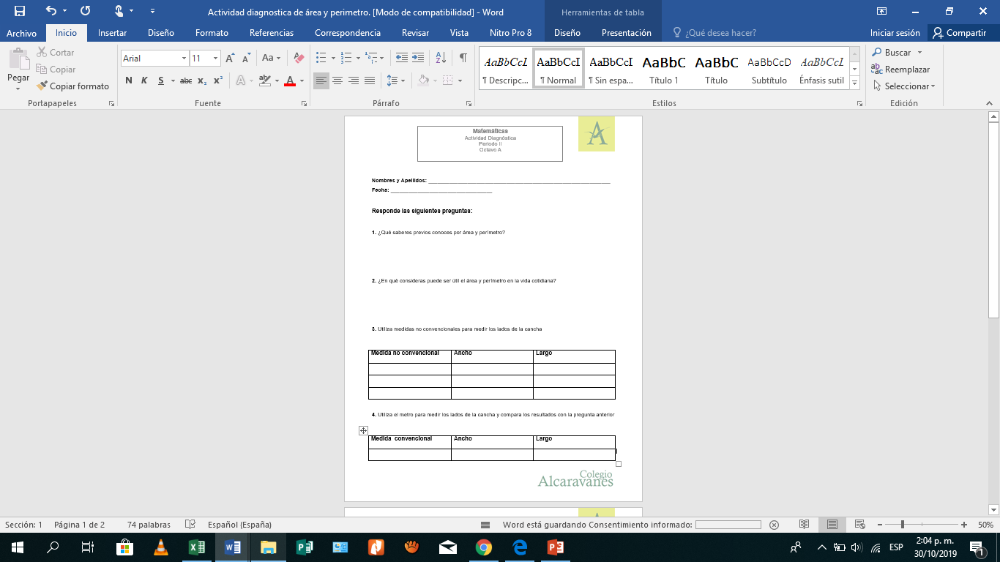 Actividad diagnostica de área y perimetro. [Modo de compatibilidad] - Word
Herramientas de tabla
Archivo Inicio Insertar Diseño Formato Referencias Correspondencia Revisar Vista Nitro Pro 8 Diseño Presentación ¿Qué desea hacer? Iniciar sesión Compartir
Pegar
Cortar
Copiar
Copiar formato
Portapapeles
Arial 11
N K S abc x₂ x²
Fuente
Párrafo
AaBbCcI AaBbCcI AaBbCcI AaBbC AaBbC AaBbCcD AaBbCcI
¶ Descripc... ¶ Normal ¶ Sin espa... Título 1 Título Subtítulo Énfasis sutil
Estilos
Buscar
Reemplazar
Seleccionar
Edición
Matemáticas
Actividad Diagnóstica
Periodo II
Octavo A
Nombres y Apellidos:
Fecha:
Responde las siguientes preguntas:
1. ¿Qué saberes previos conoces por área y perímetro?
2. ¿En qué consideras puede ser útil el área y perímetro en la vida cotidiana?
3. Utiliza medidas no convencionales para medir los lados de la cancha
Medida no convencional Ancho Largo
4. Utiliza el metro para medir los lados de la cancha y compara los resultados con la pregunta anterior
Medida convencional Ancho Largo
Colegio
Alcaravanes
Sección: 1 Página 1 de 2 74 palabras Español (España) Word está guardando Consentimiento informado: 50%
ESP
2:04 p. m.
30/10/2019
1